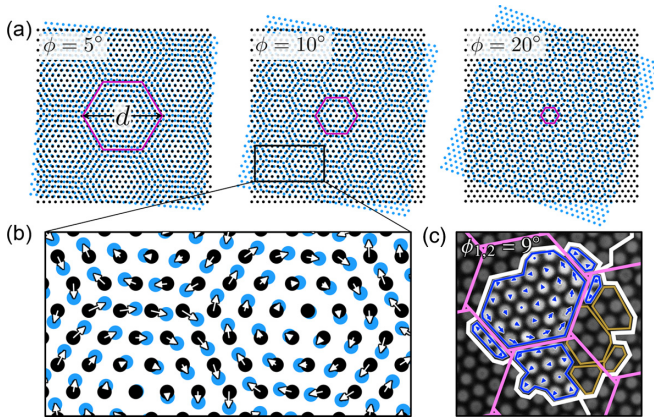 (a)
ϕ = 5°
ϕ = 10°
ϕ = 20°
d
(b)
(c)
ϕ1,2 = 9°